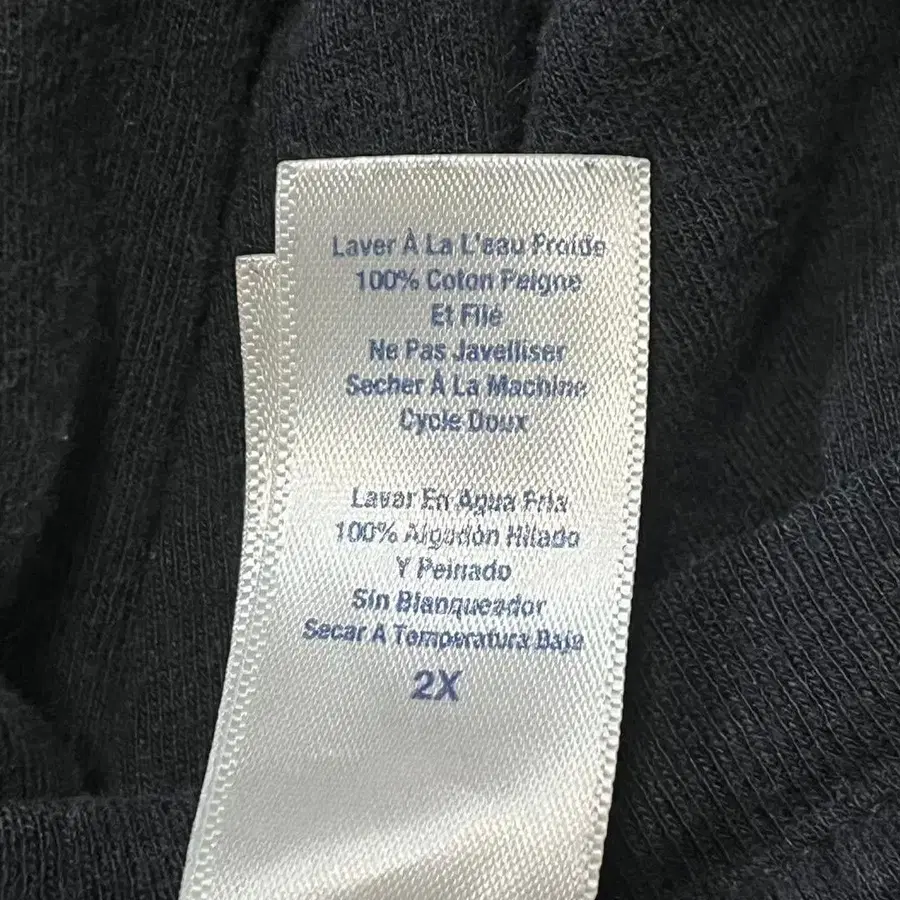 Laver À La L'eau Froide
100% Coton Peigne
Et File
Ne Pas Javelliser
Secher À La Machine
Cycle Doux
Lavar En Agua Fria
100% Algodón Hilado
Y Peinado
Sin Blanqueador
Secar A Temperatura Baja
2X